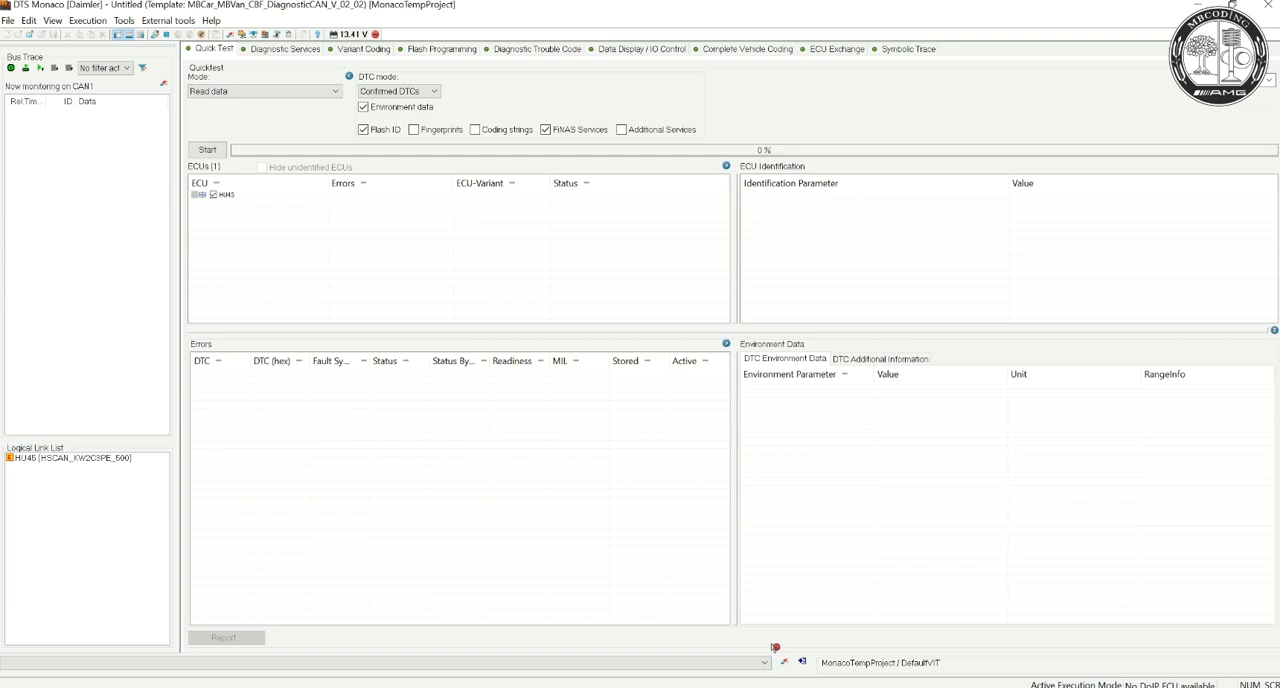 DTS Monaco [Daimler] - Untitled (Template: MBCar_MBVan_CBF_DiagnosticCAN_V_02_02) [MonacoTempProject]
File Edit View Execution Tools External tools Help
13.41 V
Bus Trace
No filter act
Now monitoring on CAN1
Rel.Tim... ID Data
Logical Link List
HU45 (HSCAN_KW2C3PE_500)
Quick Test Diagnostic Services Variant Coding Flash Programming Diagnostic Trouble Code Data Display / IO Control Complete Vehicle Coding ECU Exchange Symbolic Trace
Quicktest
Mode: DTC mode:
Read data Confirmed DTCs
Environment data
Flash ID Fingerprints Coding strings FiNAS Services Additional Services
Start 0 %
ECUs (1) Hide unidentified ECUs ECU Identification
ECU Errors ECU-Variant Status Identification Parameter Value
HU45
Errors Environment Data
DTC Environment Data DTC Additional Information
DTC DTC (hex) Fault Sy... Status Status By... Readiness MIL Stored Active
Environment Parameter Value Unit RangeInfo
Report
MonacoTempProject / DefaultVIT
Active Execution Mode: No DoIP ECU available NUM SCR
MBCODING
AMG